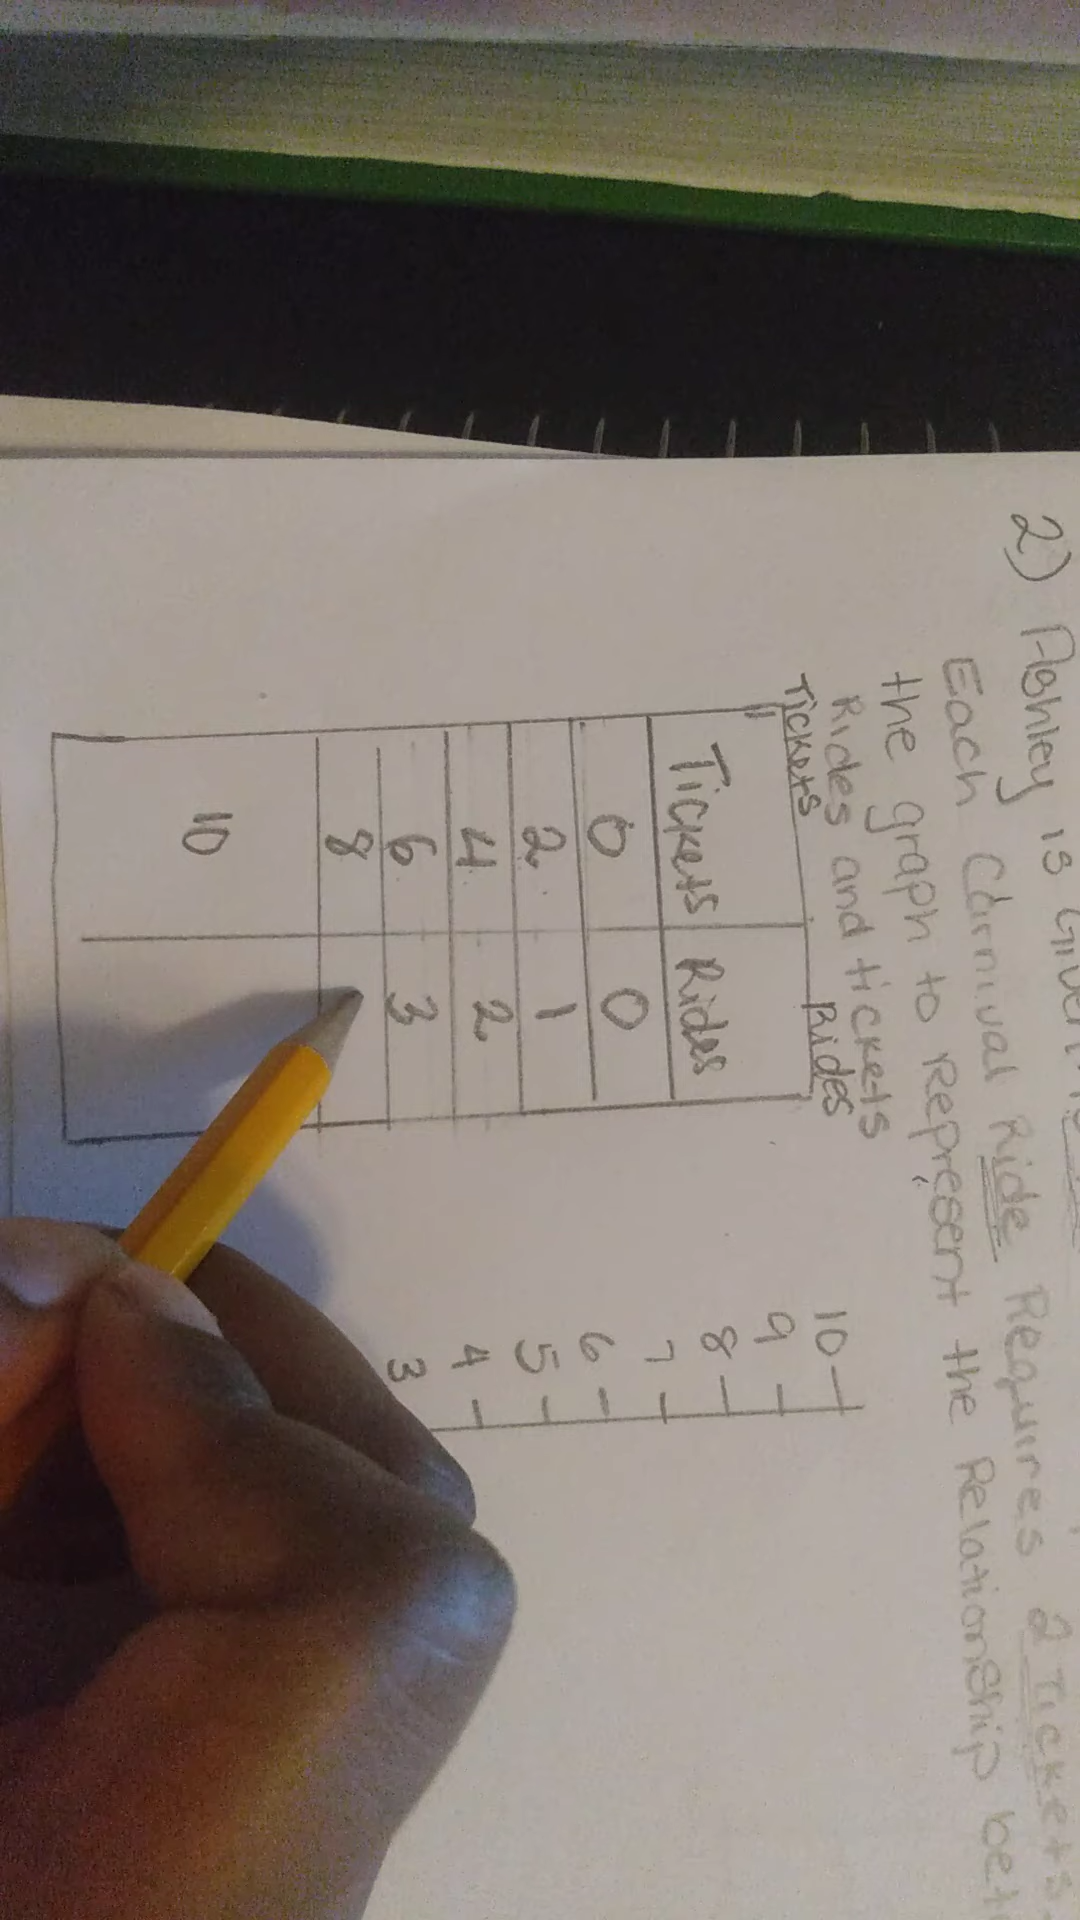 2) Ashley is Given
Each Carnival Ride Requires 2 Tickets.
the graph to Represent the Relationship bet
Rides and tickets
Tickets Rides
Tickets Rides
0 0
2 1
4 2
6 3
8
10
10
9
8
7
6
5
4
3